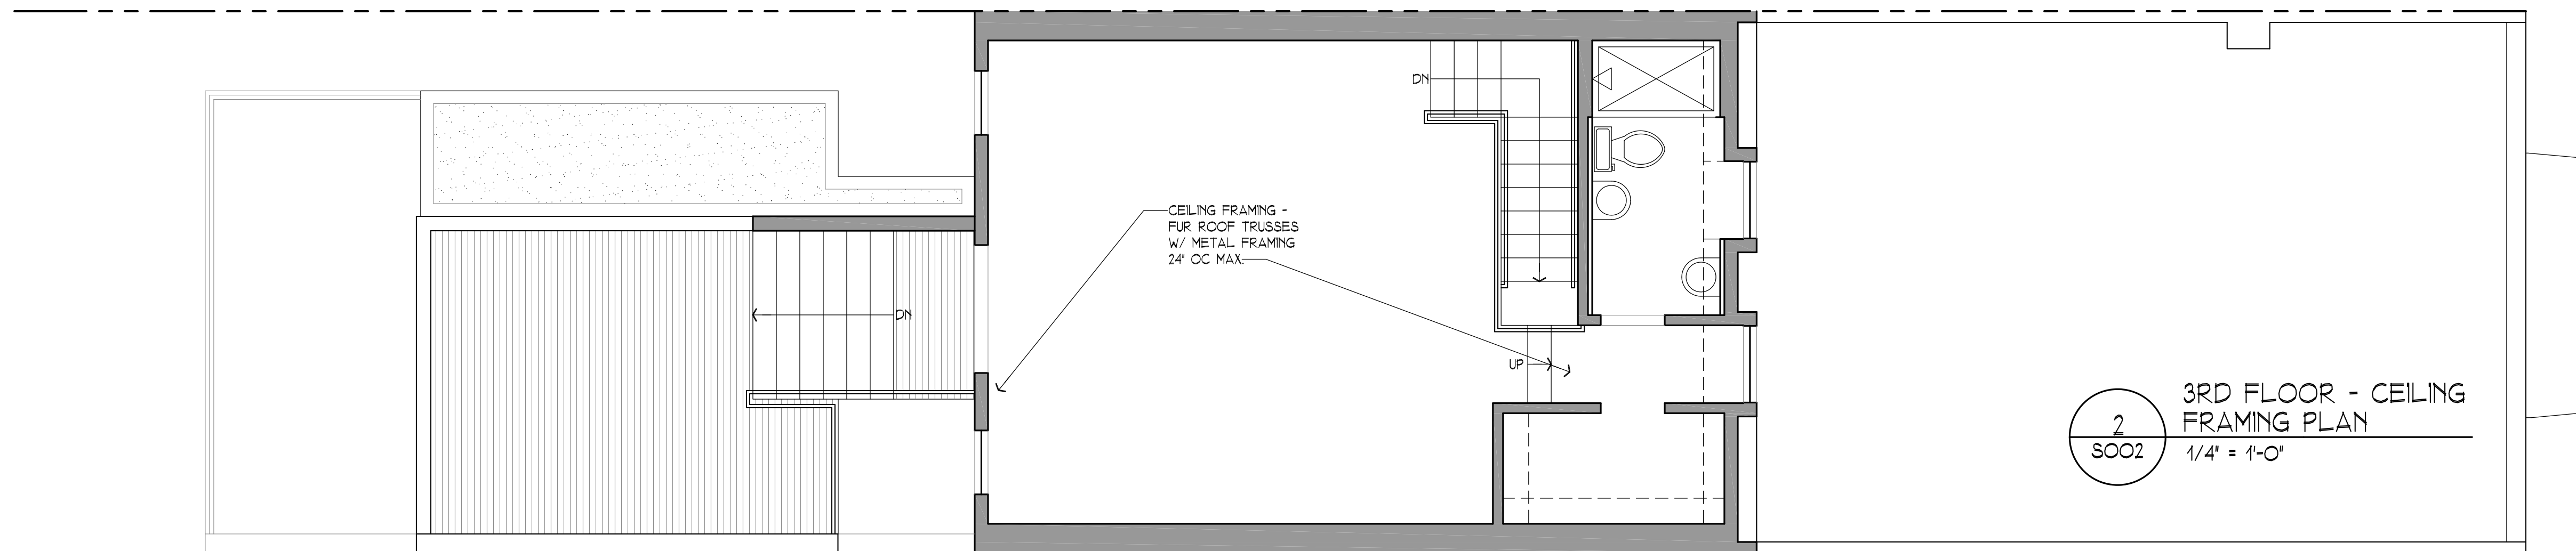 DN
CEILING FRAMING -
FUR ROOF TRUSSES
W/ METAL FRAMING
24" OC MAX.
DN
UP
2
S002
3RD FLOOR - CEILING
FRAMING PLAN
1/4" = 1'-0"